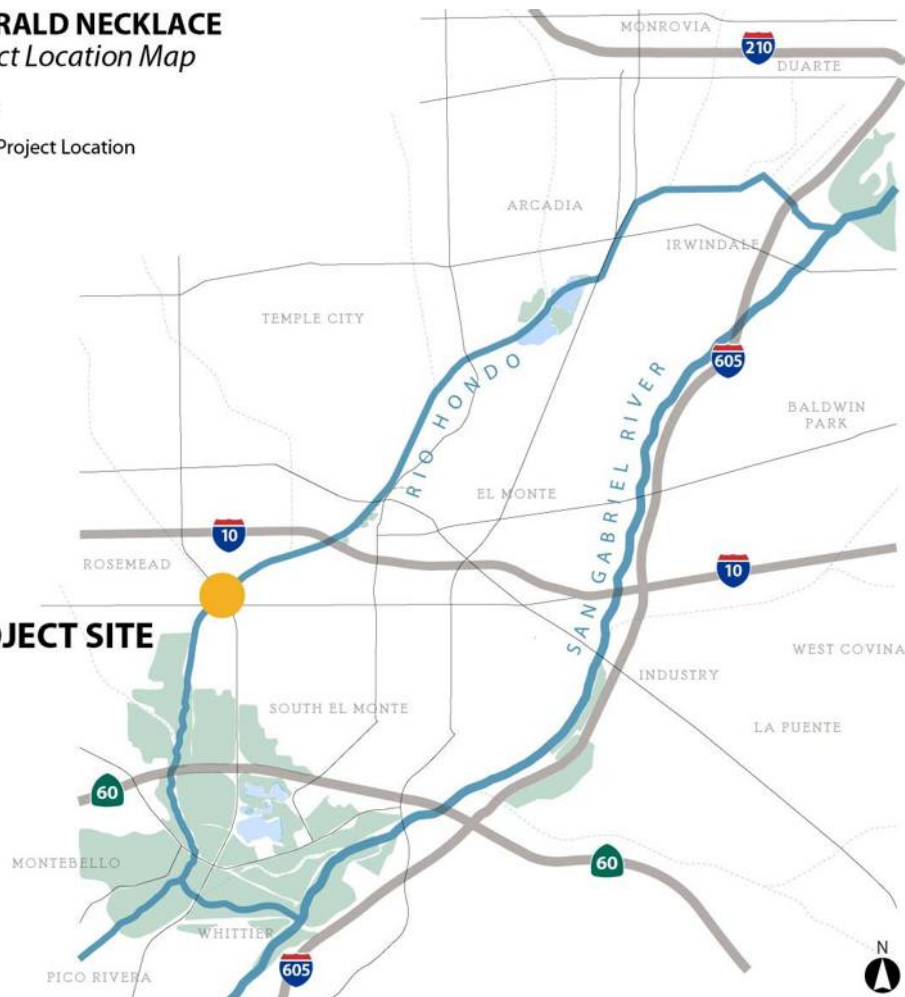 RALD NECKLACE
ct Location Map
Project Location
MONROVIA
210
DUARTE
ARCADIA
IRWINDALE
TEMPLE CITY
RIO HONDO
605
SAN GABRIEL RIVER
BALDWIN
PARK
EL MONTE
10
10
ROSEMEAD
JECT SITE
WEST COVINA
INDUSTRY
SOUTH EL MONTE
LA PUENTE
60
MONTEBELLO
60
WHITTIER
605
PICO RIVERA
N